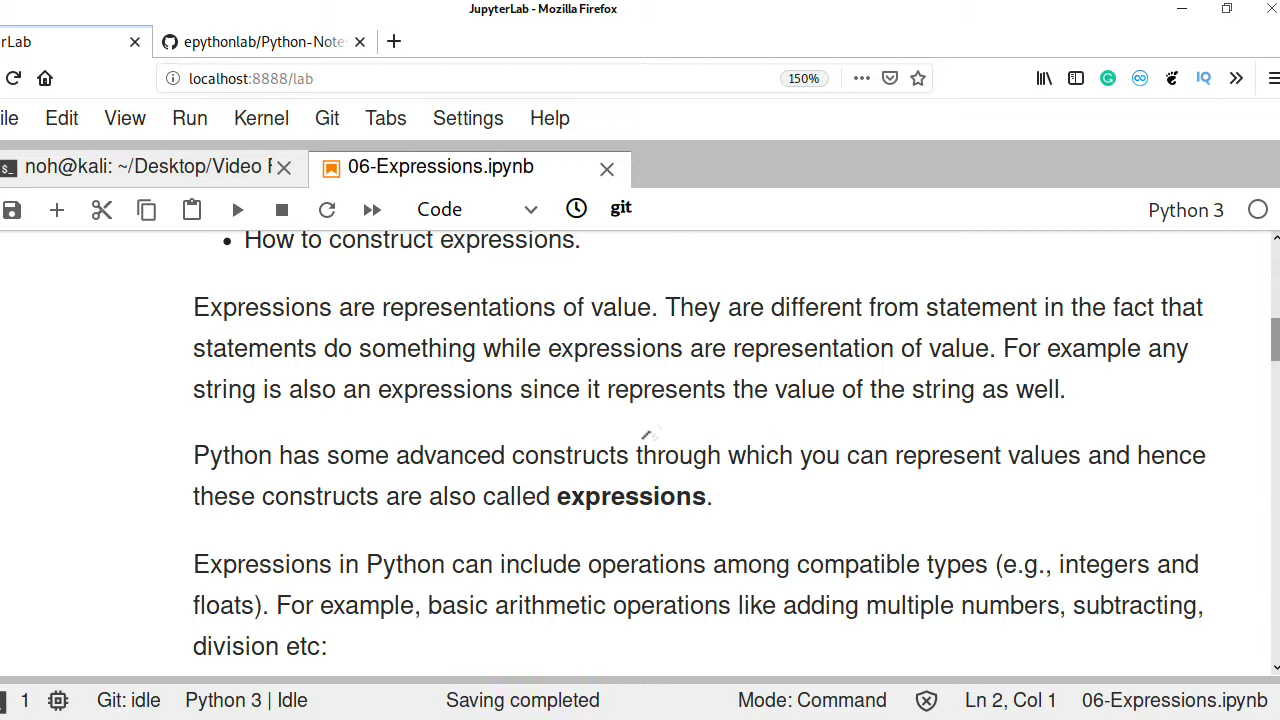 JupyterLab - Mozilla Firefox
rLab
epythonlab/Python-Note
localhost:8888/lab
150%
ile Edit View Run Kernel Git Tabs Settings Help
noh@kali: ~/Desktop/Video F
06-Expressions.ipynb
Code
git
Python 3
• How to construct expressions.
Expressions are representations of value. They are different from statement in the fact that
statements do something while expressions are representation of value. For example any
string is also an expressions since it represents the value of the string as well.
Python has some advanced constructs through which you can represent values and hence
these constructs are also called expressions.
Expressions in Python can include operations among compatible types (e.g., integers and
floats). For example, basic arithmetic operations like adding multiple numbers, subtracting,
division etc:
1 Git: idle Python 3 | Idle Saving completed Mode: Command Ln 2, Col 1 06-Expressions.ipynb